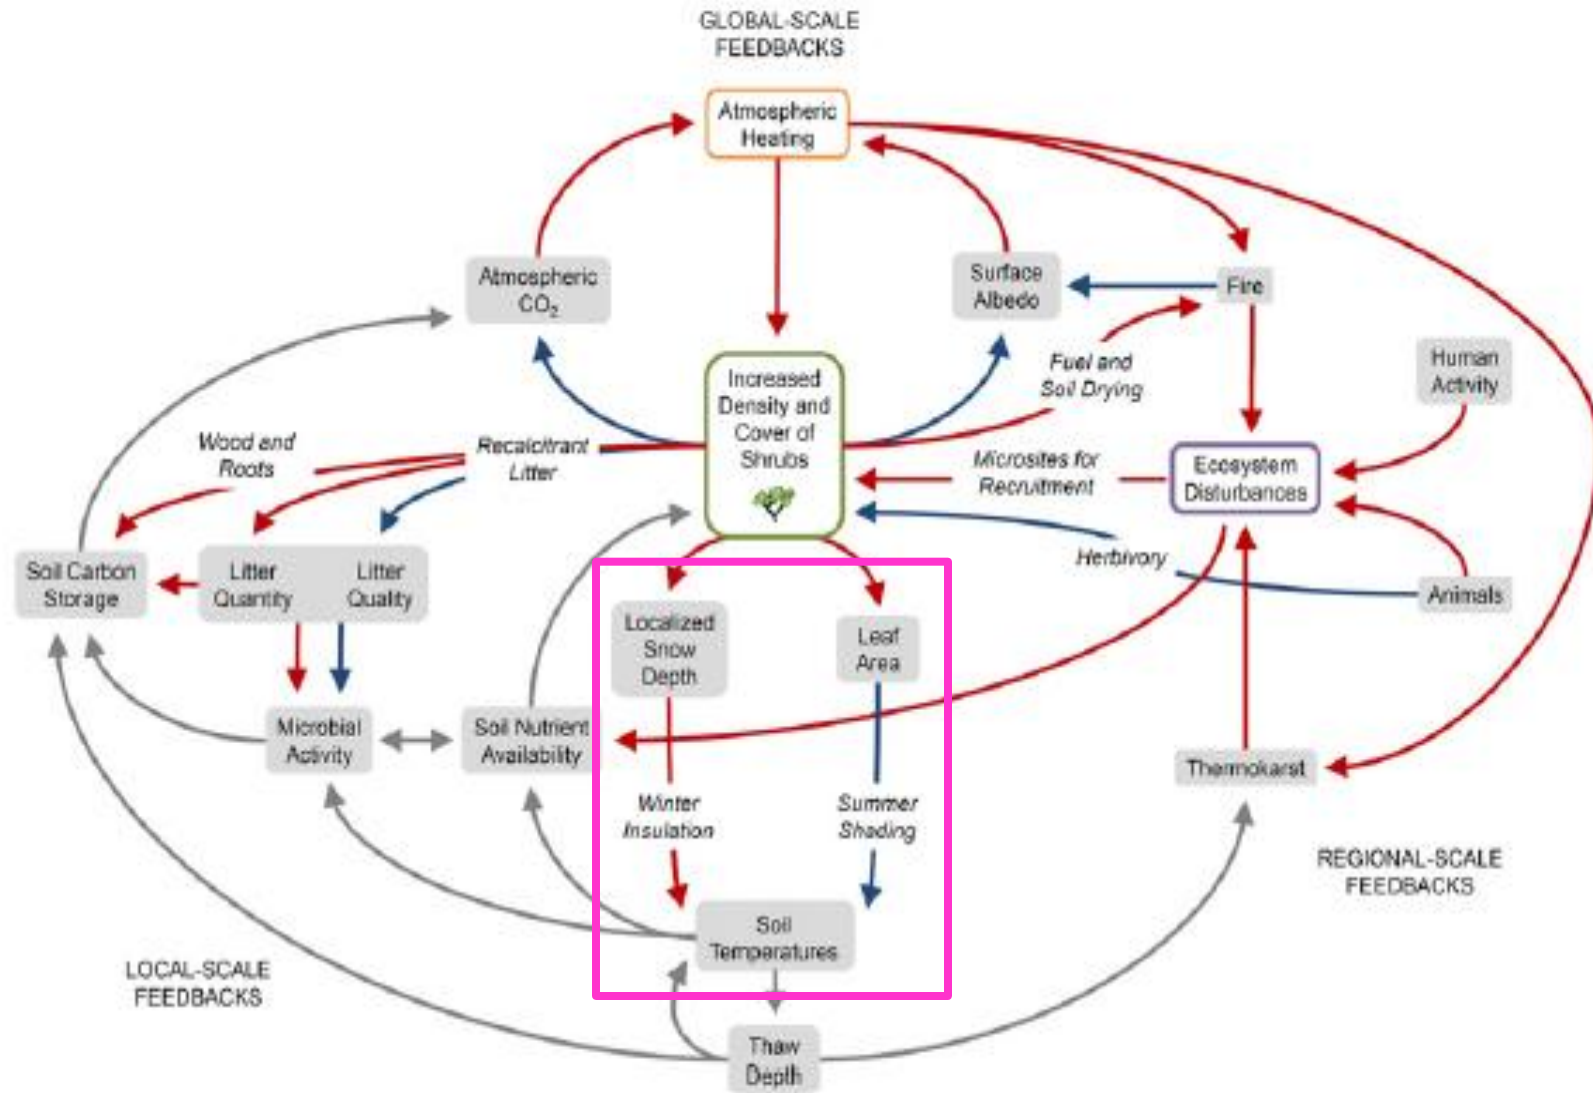 GLOBAL-SCALE
FEEDBACKS
Atmospheric
Heating
Atmospheric
CO₂
Surface
Albedo
Fire
Increased
Density and
Cover of
Shrubs
Fuel and
Soil Drying
Human
Activity
Wood and
Roots
Recalcitrant
Litter
Microsites for
Recruitment
Ecosystem
Disturbances
Herbivory
Soil Carbon
Storage
Litter
Quantity
Litter
Quality
Localized
Snow
Depth
Leaf
Area
Animals
Microbial
Activity
Soil Nutrient
Availability
Thermokarst
Winter
Insulation
Summer
Shading
REGIONAL-SCALE
FEEDBACKS
Soil
Temperatures
LOCAL-SCALE
FEEDBACKS
Thaw
Depth